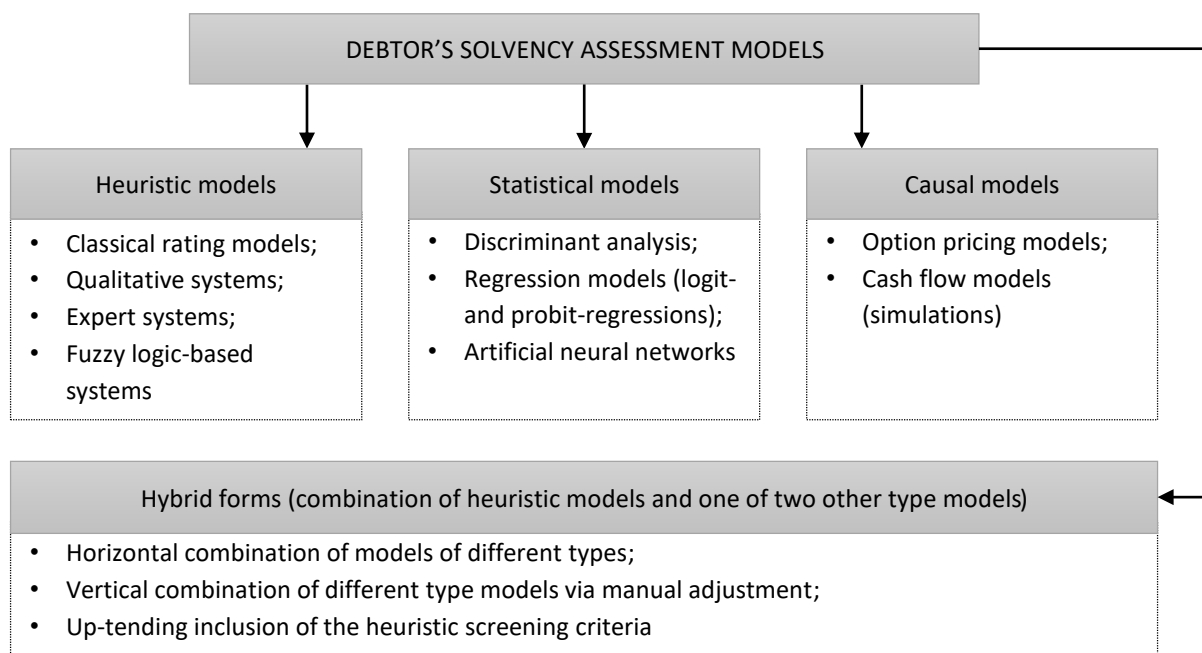 DEBTOR’S SOLVENCY ASSESSMENT MODELS
Heuristic models
• Classical rating models;
• Qualitative systems;
• Expert systems;
• Fuzzy logic-based
systems
Statistical models
• Discriminant analysis;
• Regression models (logit-
and probit-regressions);
• Artificial neural networks
Causal models
• Option pricing models;
• Cash flow models
(simulations)
Hybrid forms (combination of heuristic models and one of two other type models)
• Horizontal combination of models of different types;
• Vertical combination of different type models via manual adjustment;
• Up-tending inclusion of the heuristic screening criteria